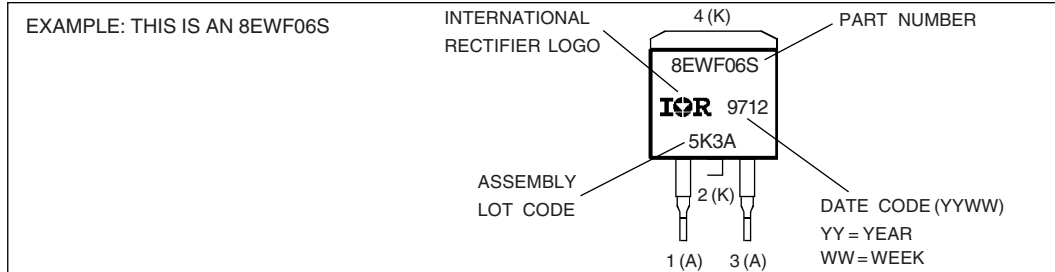 EXAMPLE: THIS IS AN 8EWF06S
INTERNATIONAL
RECTIFIER LOGO
4 (K)
PART NUMBER
8EWF06S
IOR 9712
5K3A
ASSEMBLY
LOT CODE
2 (K)
DATE CODE (YYWW)
YY = YEAR
WW = WEEK
1 (A) 3 (A)